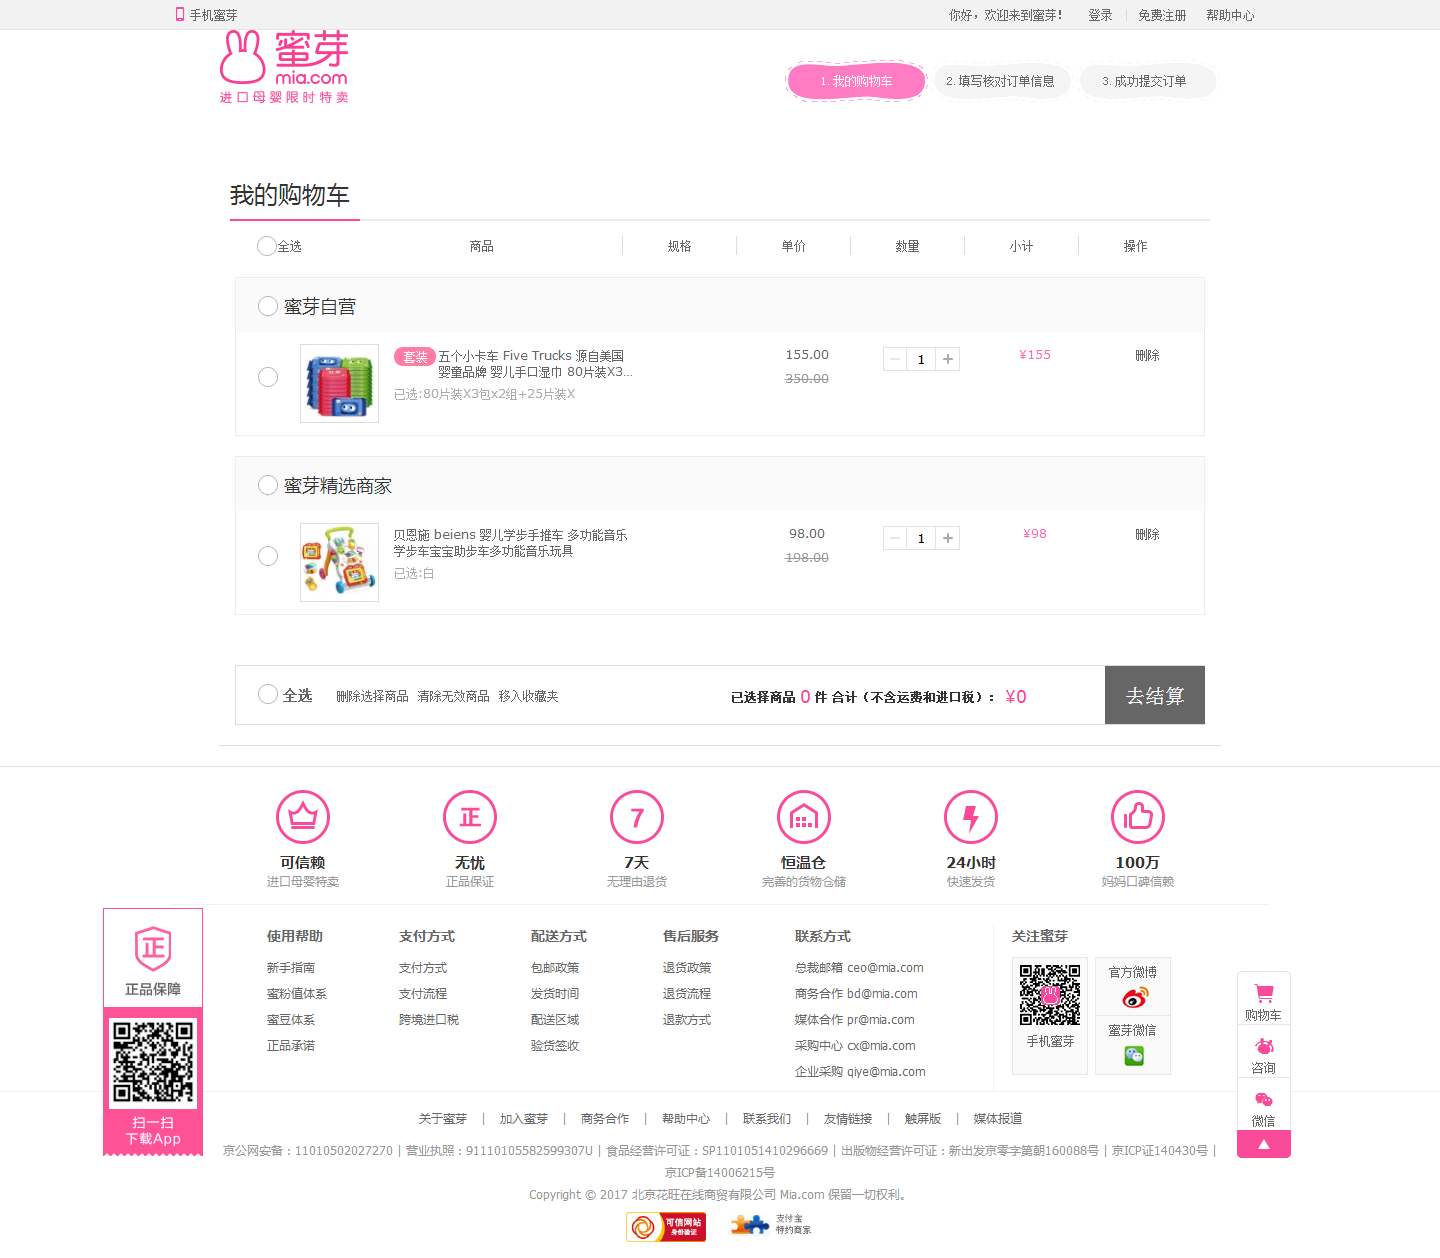 手机蜜芽
你好，欢迎来到蜜芽！ 登录 免费注册 帮助中心
蜜芽
mia.com
进口母婴限时特卖
1. 我的购物车 2. 填写核对订单信息 3. 成功提交订单
我的购物车
全选 商品 规格 单价 数量 小计 操作
蜜芽自营
套装 五个小卡车 Five Trucks 源自美国 155.00 1 ¥155 删除
婴童品牌 婴儿手口湿巾 80片装X3... 350.00
已选:80片装X3包x2组+25片装X
蜜芽精选商家
贝恩施 beiens 婴儿学步手推车 多功能音乐 98.00 1 ¥98 删除
学步车宝宝助步车多功能音乐玩具 198.00
已选:白
全选 删除选择商品 清除无效商品 移入收藏夹 已选择商品 0 件 合计（不含运费和进口税）： ¥0 去结算
正 7
可信赖 无忧 7天 恒温仓 24小时 100万
进口母婴特卖 正品保证 无理由退货 完善的货物仓储 快速发货 妈妈口碑信赖
正
正品保障
扫一扫
下载App
使用帮助 支付方式 配送方式 售后服务 联系方式 关注蜜芽
新手指南 支付方式 包邮政策 退货政策 总裁邮箱 ceo@mia.com 官方微博
蜜粉值体系 支付流程 发货时间 退货流程 商务合作 bd@mia.com
蜜豆体系 跨境进口税 配送区域 退款方式 媒体合作 pr@mia.com 蜜芽微信
正品承诺 验货签收 采购中心 cx@mia.com 手机蜜芽
企业采购 qiye@mia.com
购物车
咨询
微信
关于蜜芽 | 加入蜜芽 | 商务合作 | 帮助中心 | 联系我们 | 友情链接 | 触屏版 | 媒体报道
京公网安备：11010502027270 | 营业执照：91110105582599307U | 食品经营许可证：SP1101051410296669 | 出版物经营许可证：新出发京零字第朝160088号 | 京ICP证140430号 |
京ICP备14006215号
Copyright © 2017 北京花旺在线商贸有限公司 Mia.com 保留一切权利。
可信网站
身份验证
支付宝
特约商家